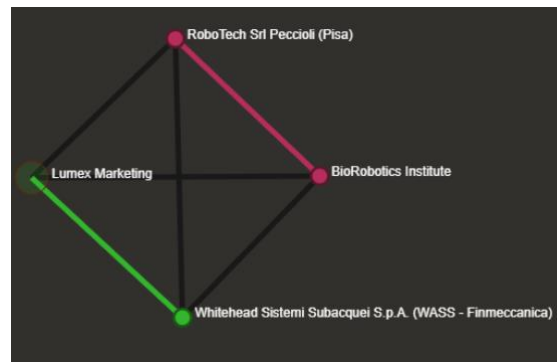 RoboTech Srl Peccioli (Pisa)
Lumex Marketing
BioRobotics Institute
Whitehead Sistemi Subacquei S.p.A. (WASS - Finmeccanica)